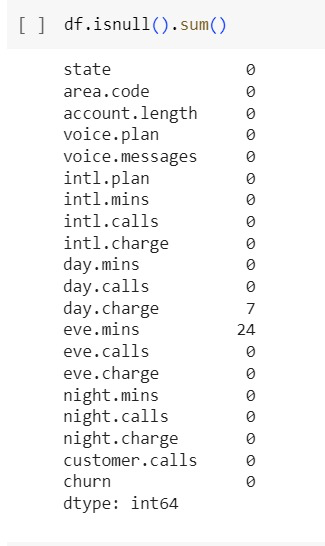 [ ] df.isnull().sum()
state 0
area.code 0
account.length 0
voice.plan 0
voice.messages 0
intl.plan 0
intl.mins 0
intl.calls 0
intl.charge 0
day.mins 0
day.calls 0
day.charge 7
eve.mins 24
eve.calls 0
eve.charge 0
night.mins 0
night.calls 0
night.charge 0
customer.calls 0
churn 0
dtype: int64